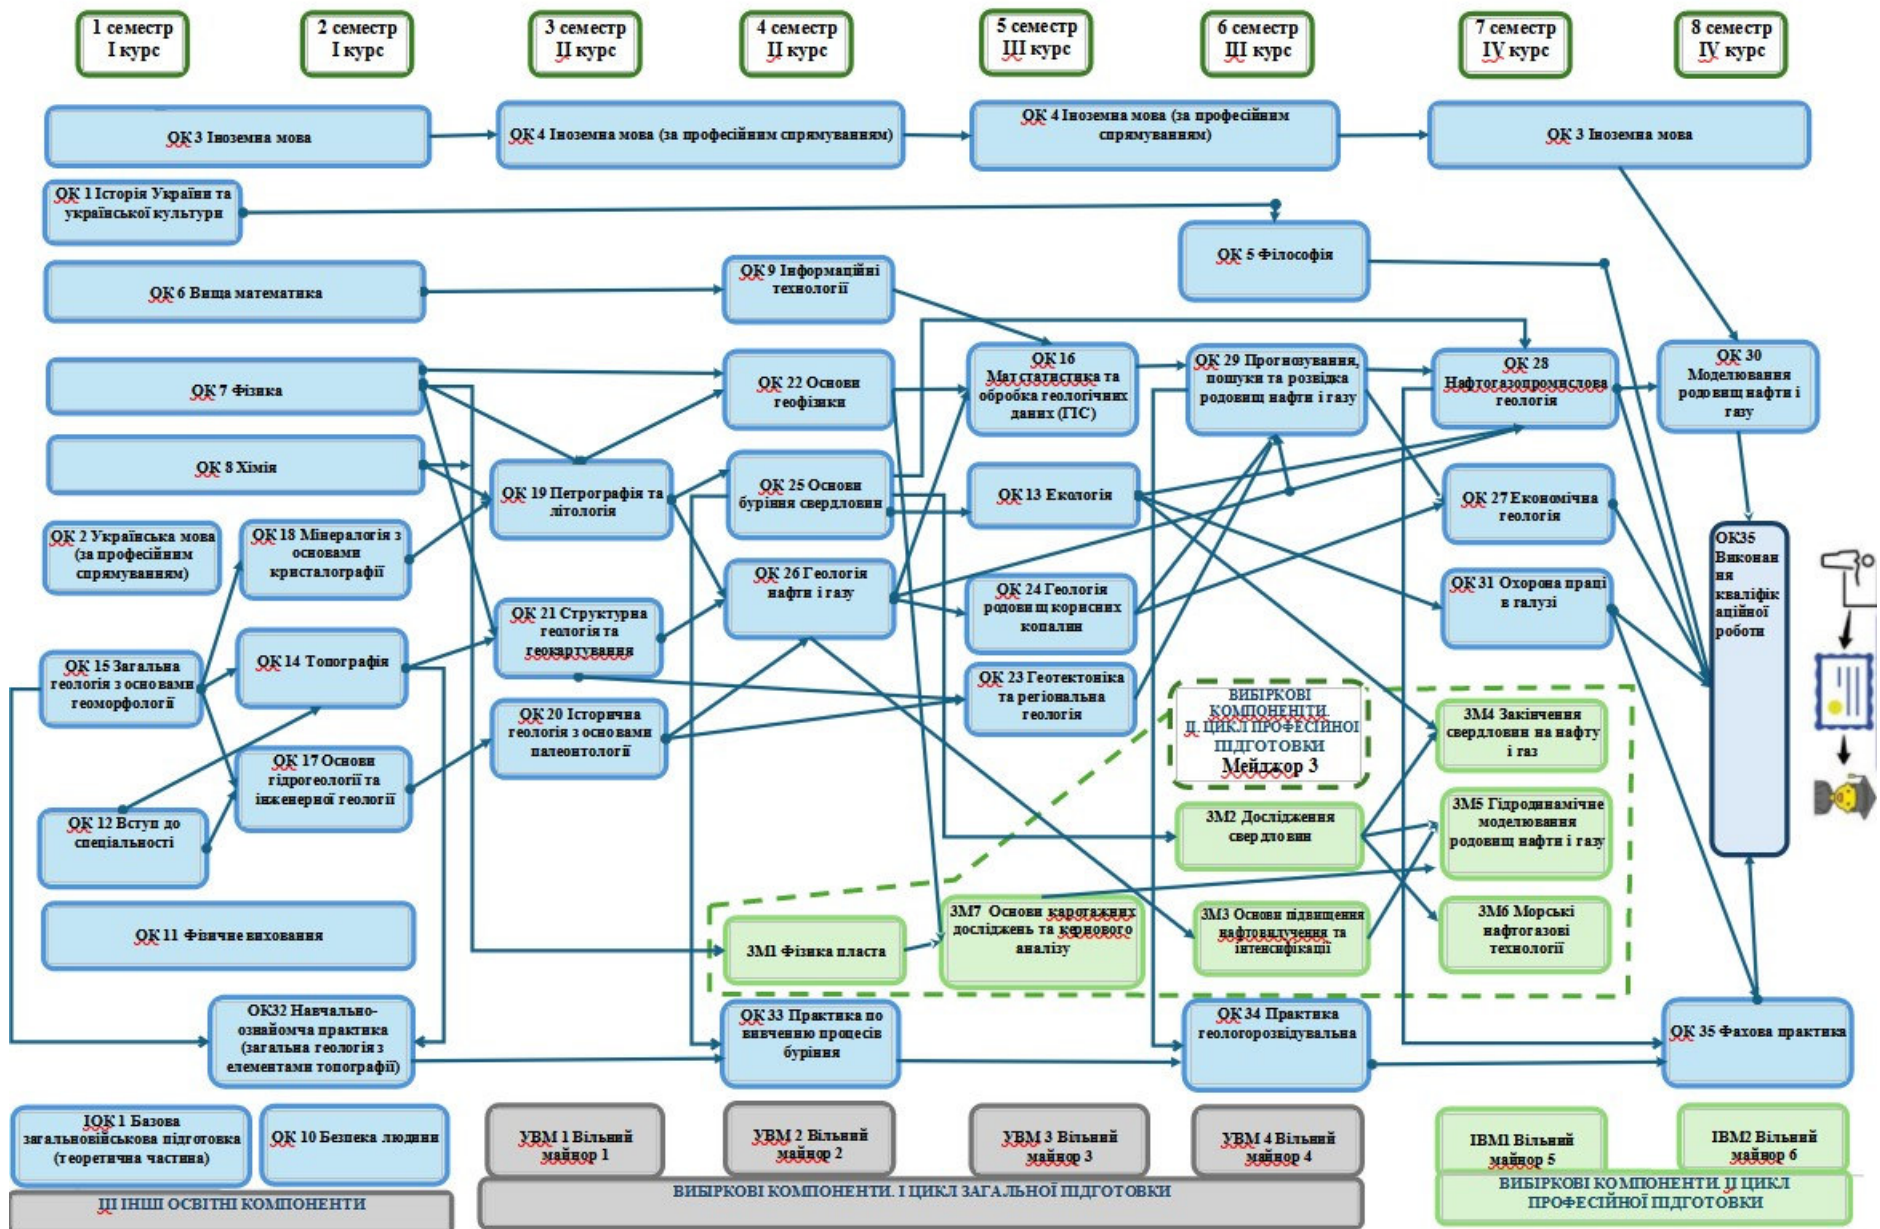 1 семестр
І курс
2 семестр
І курс
3 семестр
ІІ курс
4 семестр
ІІ курс
5 семестр
ІІІ курс
6 семестр
ІІІ курс
7 семестр
ІV курс
8 семестр
ІV курс
ОК 3 Іноземна мова
ОК 4 Іноземна мова (за професійним спрямуванням)
ОК 4 Іноземна мова (за професійним
спрямуванням)
ОК 3 Іноземна мова
ОК 1 Історія України та
української культури
ОК 5 Філософія
ОК 6 Вища математика
ОК 9 Інформаційні
технології
ОК 7 Фізика
ОК 22 Основи
геофізики
ОК 16
Мат статистика та
обробка геологічних
даних (ГІС)
ОК 29 Прогнозування,
пошуки та розвідка
родовищ нафти і газу
ОК 28
Нафтогазопромислова
геологія
ОК 30
Моделювання
родовищ нафти і
газу
ОК 8 Хімія
ОК 19 Петрографія та
літологія
ОК 25 Основи
буріння свердловин
ОК 13 Екологія
ОК 27 Економічна
геологія
ОК 2 Українська мова
(за професійним
спрямуванням)
ОК 18 Мінералогія з
основами
кристалографії
ОК 26 Геологія
нафти і газу
ОК 24 Геологія
родовищ корисних
копалин
ОК 31 Охорона праці
в галузі
ОК35
Виконан
ня
кваліфік
аційної
роботи
ОК 21 Структурна
геологія та
геокартування
ОК 15 Загальна
геологія з основами
геоморфології
ОК 14 Топографія
ОК 20 Історична
геологія з основами
палеонтології
ОК 23 Геотектоніка
та регіональна
геологія
ВИБІРКОВІ
КОМПОНЕНІТИ.
ІІ. ЦИКЛ ПРОФЕСІЙНОЇ
ПІДГОТОВКИ
Мейджор 3
ЗМ4 Закінчення
свердловин на нафту
і газ
ОК 17 Основи
гідрогеології та
інженерної геології
ОК 12 Вступ до
спеціальності
ЗМ2 Дослідження
свердловин
ЗМ5 Гідродинамічне
моделювання
родовищ нафти і газу
ОК 11 Фізичне виховання
ЗМ1 Фізика пласта
ЗМ7 Основи каротажних
досліджень та кернового
аналізу
ЗМ3 Основи підвищення
нафтовилучення та
інтенсифікації
ЗМ6 Морські
нафтогазові
технології
ОК32 Навчально-
ознайомча практика
(загальна геологія з
елементами топографії)
ОК 33 Практика по
вивченню процесів
буріння
ОК 34 Практика
геологорозвідувальна
ОК 35 Фахова практика
ІОК 1 Базова
загальновійськова підготовка
(теоретична частина)
ОК 10 Безпека людини
УВМ 1 Вільний
майнор 1
УВМ 2 Вільний
майнор 2
УВМ 3 Вільний
майнор 3
УВМ 4 Вільний
майнор 4
ІВМ1 Вільний
майнор 5
ІВМ2 Вільний
майнор 6
ІІІ ІНШІ ОСВІТНІ КОМПОНЕНТИ
ВИБІРКОВІ КОМПОНЕНТИ. І ЦИКЛ ЗАГАЛЬНОЇ ПІДГОТОВКИ
ВИБІРКОВІ КОМПОНЕНТИ. ІІ ЦИКЛ
ПРОФЕСІЙНОЇ ПІДГОТОВКИ